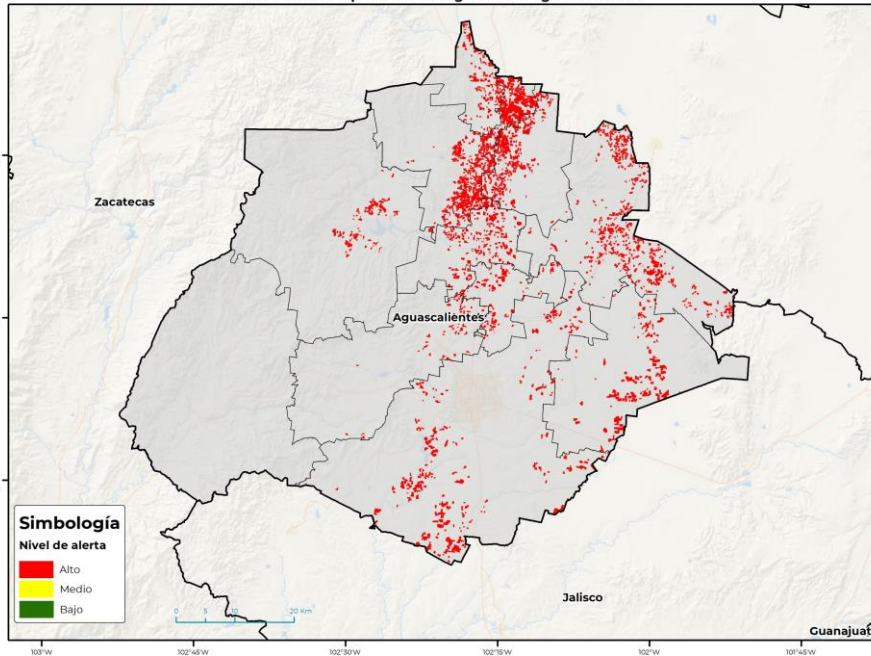 Zacatecas
Aguascalientes
Simbología
Nivel de alerta
Alto
Medio
Bajo
0 5 10 20 Km
Jalisco
Guanajuat
103°W 102°45'W 102°30'W 102°15'W 102°W 101°45'W